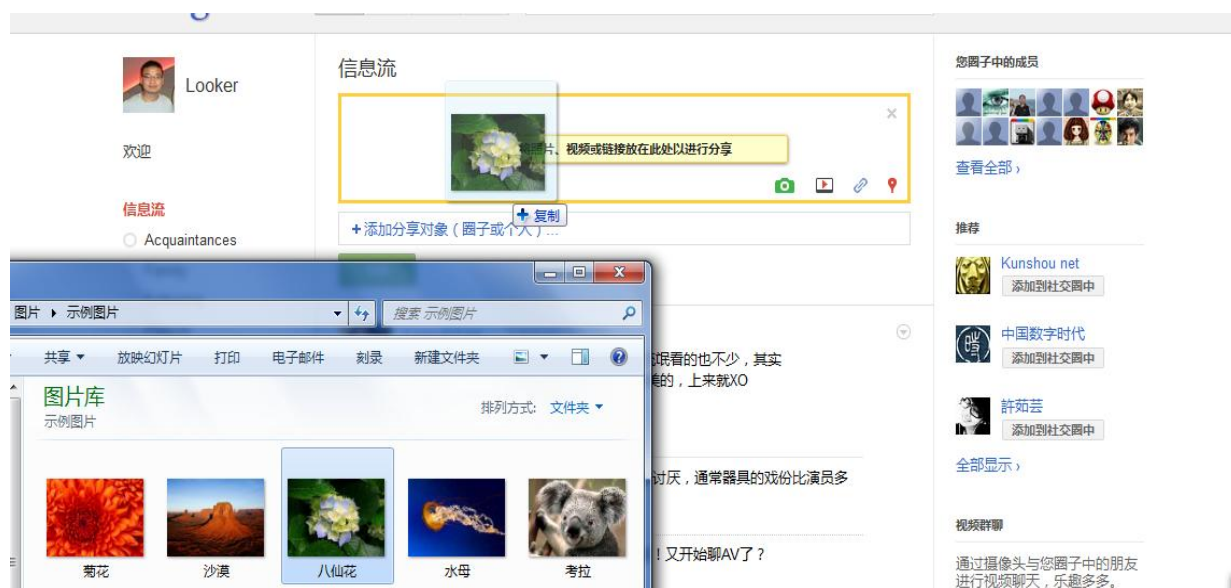 Looker
欢迎
信息流
Acquaintances
信息流
照片、视频或链接放在此处以进行分享
复制
+添加分享对象（圈子或个人）...
您圈子中的成员
查看全部 ›
推荐
Kunshou net
添加到社交圈中
中国数字时代
添加到社交圈中
許茹芸
添加到社交圈中
全部显示 ›
视频群聊
通过摄像头与您圈子中的朋友
进行视频聊天，乐趣多多。
图片 ▸ 示例图片
搜索 示例图片
共享 放映幻灯片 打印 电子邮件 刻录 新建文件夹
图片库
示例图片
排列方式: 文件夹
菊花 沙漠 八仙花 水母 考拉
看的也不少，其实
的，上来就XO
讨厌，通常器具的戏份比演员多
！又开始聊AV了？